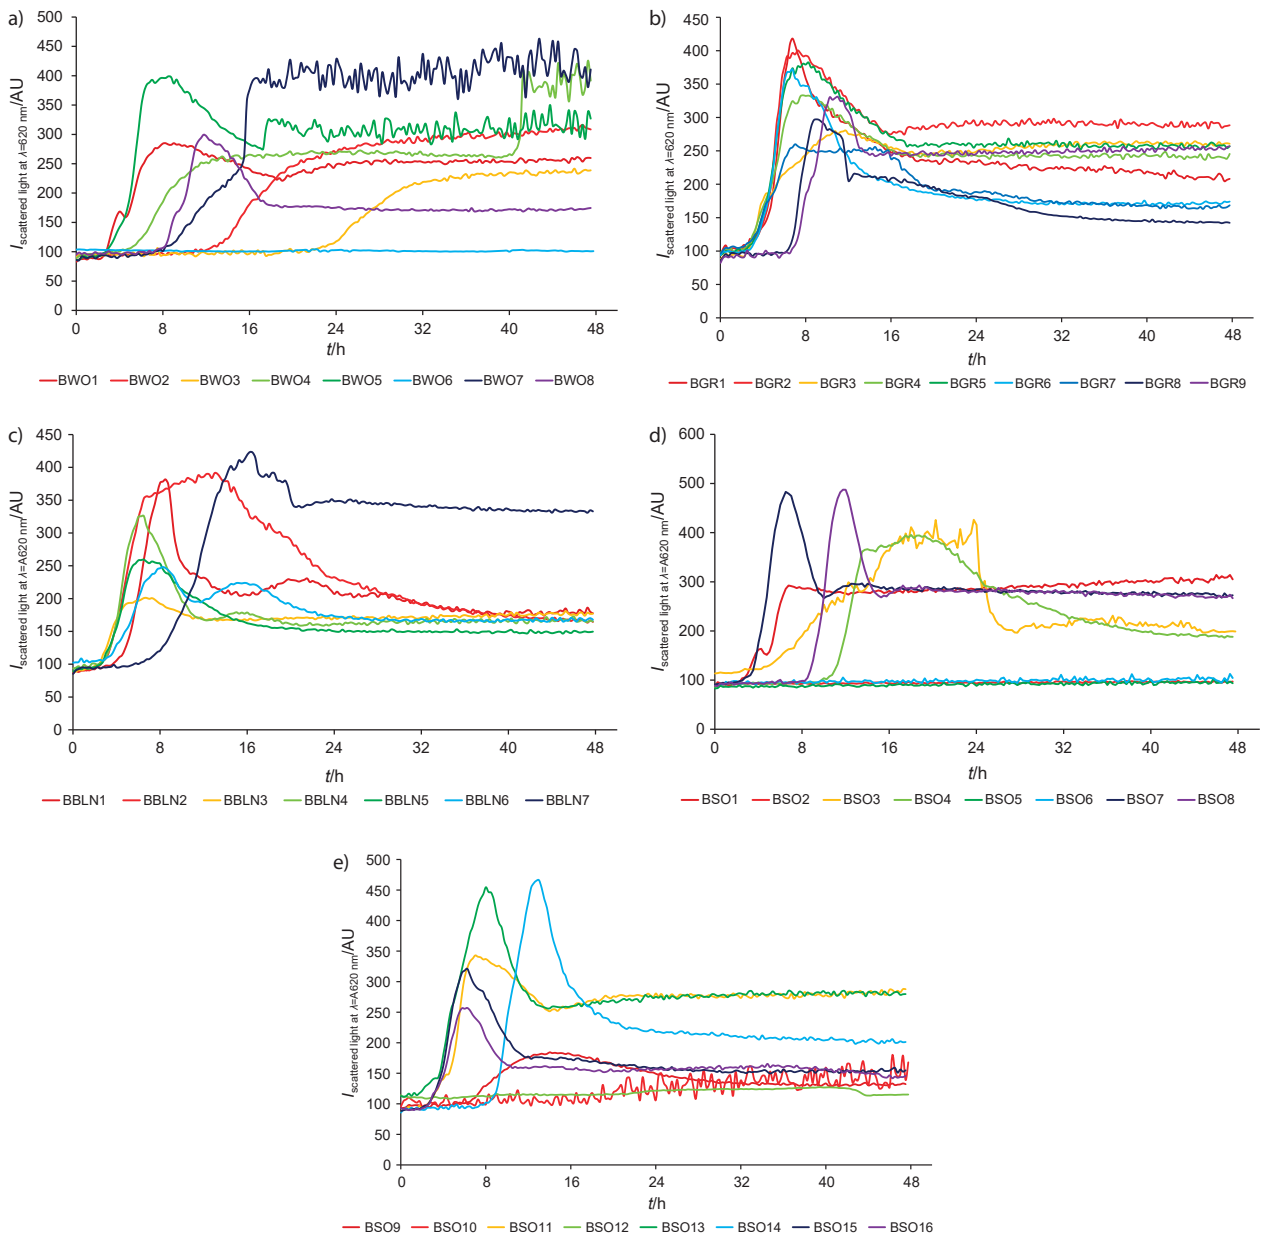 a)
500
450
400
350
300
250
200
150
100
50
0
I scattered light at λ=620 nm/AU
0 8 16 24 32 40 48
t/h
BWO1 BWO2 BWO3 BWO4 BWO5 BWO6 BWO7 BWO8
b)
450
400
350
300
250
200
150
100
50
0
I scattered light at λ=620 nm/AU
0 8 16 24 32 40 48
t/h
BGR1 BGR2 BGR3 BGR4 BGR5 BGR6 BGR7 BGR8 BGR9
c)
450
400
350
300
250
200
150
100
50
0
I scattered light at λ=A620 nm/AU
0 8 16 24 32 40 48
t/h
BBLN1 BBLN2 BBLN3 BBLN4 BBLN5 BBLN6 BBLN7
d)
600
500
400
300
200
100
0
I scattered light at λ=A620 nm/AU
0 8 16 24 32 40 48
t/h
BSO1 BSO2 BSO3 BSO4 BSO5 BSO6 BSO7 BSO8
e)
500
450
400
350
300
250
200
150
100
50
0
I scattered light at λ=A620 nm/AU
0 8 16 24 32 40 48
t/h
BSO9 BSO10 BSO11 BSO12 BSO13 BSO14 BSO15 BSO16